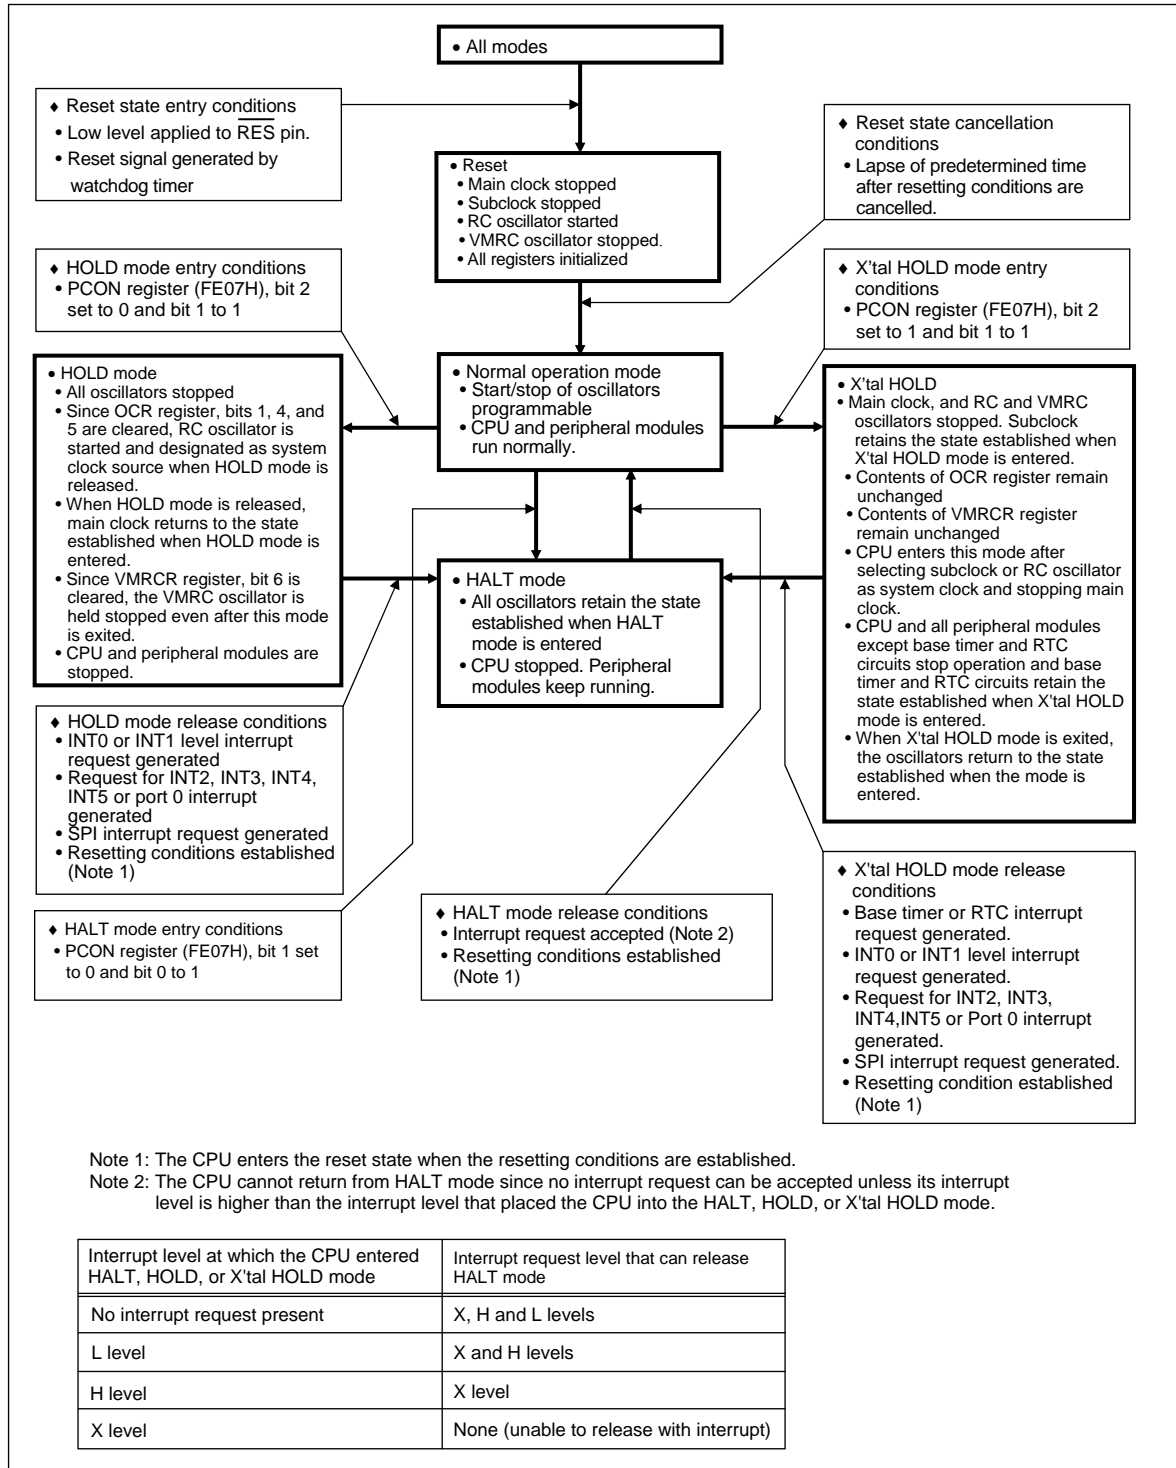 • All modes
♦ Reset state entry conditions
• Low level applied to RES pin.
• Reset signal generated by
watchdog timer
♦ Reset state cancellation
conditions
• Lapse of predetermined time
after resetting conditions are
cancelled.
• Reset
• Main clock stopped
• Subclock stopped
• RC oscillator started
• VMRC oscillator stopped.
• All registers initialized
♦ HOLD mode entry conditions
• PCON register (FE07H), bit 2
set to 0 and bit 1 to 1
♦ X'tal HOLD mode entry
conditions
• PCON register (FE07H), bit 2
set to 1 and bit 1 to 1
• HOLD mode
• All oscillators stopped
• Since OCR register, bits 1, 4, and
5 are cleared, RC oscillator is
started and designated as system
clock source when HOLD mode is
released.
• When HOLD mode is released,
main clock returns to the state
established when HOLD mode is
entered.
• Since VMRCR register, bit 6 is
cleared, the VMRC oscillator is
held stopped even after this mode
is exited.
• CPU and peripheral modules are
stopped.
• Normal operation mode
• Start/stop of oscillators
programmable
• CPU and peripheral modules
run normally.
• X'tal HOLD
• Main clock, and RC and VMRC
oscillators stopped. Subclock
retains the state established when
X'tal HOLD mode is entered.
• Contents of OCR register remain
unchanged
• Contents of VMRCR register
remain unchanged
• CPU enters this mode after
selecting subclock or RC oscillator
as system clock and stopping main
clock.
• CPU and all peripheral modules
except base timer and RTC
circuits stop operation and base
timer and RTC circuits retain the
state established when X'tal HOLD
mode is entered.
• When X'tal HOLD mode is exited,
the oscillators return to the state
established when the mode is
entered.
• HALT mode
• All oscillators retain the state
established when HALT
mode is entered
• CPU stopped. Peripheral
modules keep running.
♦ HOLD mode release conditions
• INT0 or INT1 level interrupt
request generated
• Request for INT2, INT3, INT4,
INT5 or port 0 interrupt
generated
• SPI interrupt request generated
• Resetting conditions established
(Note 1)
♦ HALT mode entry conditions
• PCON register (FE07H), bit 1 set
to 0 and bit 0 to 1
♦ HALT mode release conditions
• Interrupt request accepted (Note 2)
• Resetting conditions established
(Note 1)
♦ X'tal HOLD mode release
conditions
• Base timer or RTC interrupt
request generated.
• INT0 or INT1 level interrupt
request generated.
• Request for INT2, INT3,
INT4,INT5 or Port 0 interrupt
generated.
• SPI interrupt request generated.
• Resetting condition established
(Note 1)
Note 1: The CPU enters the reset state when the resetting conditions are established.
Note 2: The CPU cannot return from HALT mode since no interrupt request can be accepted unless its interrupt
level is higher than the interrupt level that placed the CPU into the HALT, HOLD, or X'tal HOLD mode.
Interrupt level at which the CPU entered
HALT, HOLD, or X'tal HOLD mode
Interrupt request level that can release
HALT mode
No interrupt request present
X, H and L levels
L level
X and H levels
H level
X level
X level
None (unable to release with interrupt)